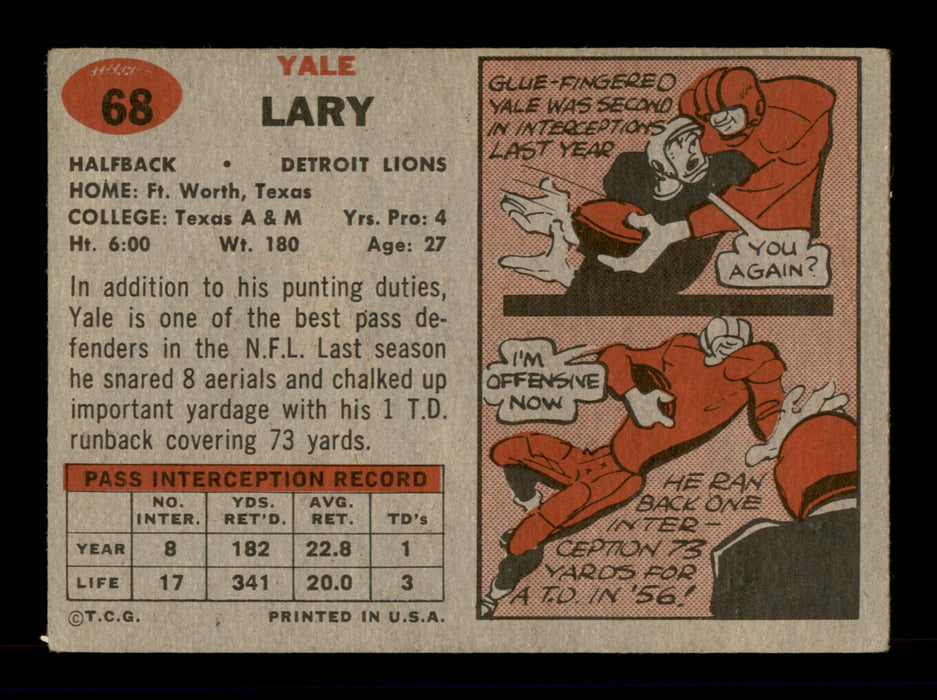 68
YALE
LARY
HALFBACK • DETROIT LIONS
HOME: Ft. Worth, Texas
COLLEGE: Texas A & M Yrs. Pro: 4
Ht. 6:00 Wt. 180 Age: 27
In addition to his punting duties,
Yale is one of the best pass de-
fenders in the N.F.L. Last season
he snared 8 aerials and chalked up
important yardage with his 1 T.D.
runback covering 73 yards.
PASS INTERCEPTION RECORD
NO. INTER. YDS. RET'D. AVG. RET. TD's
YEAR 8 182 22.8 1
LIFE 17 341 20.0 3
©T.C.G. PRINTED IN U.S.A.
GLUE-FINGERED
YALE WAS SECOND
IN INTERCEPTIONS
LAST YEAR
YOU
AGAIN?
I'M
OFFENSIVE
NOW
HE RAN
BACK ONE
INTER-
CEPTION 73
YARDS FOR
A T.D. IN '56!